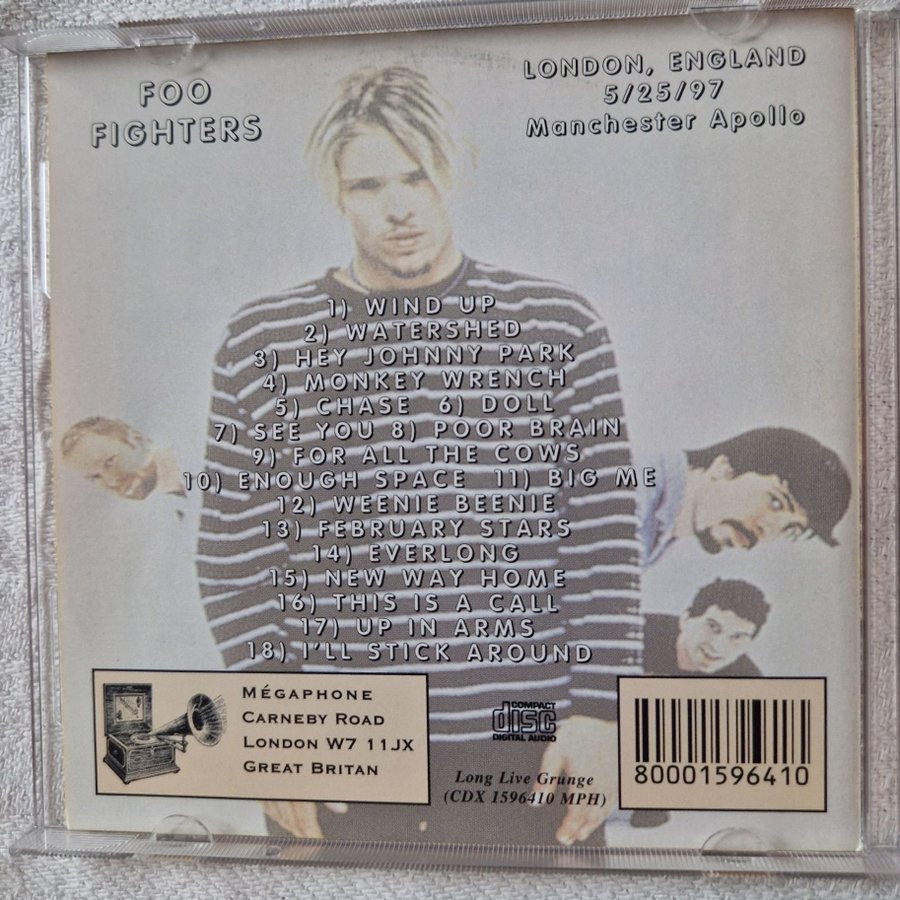 FOO
FIGHTERS
LONDON, ENGLAND
5/25/97
Manchester Apollo
1) WIND UP
2) WATERSHED
3) HEY JOHNNY PARK
4) MONKEY WRENCH
5) CHASE 6) DOLL
7) SEE YOU 8) POOR BRAIN
9) FOR ALL THE COWS
10) ENOUGH SPACE 11) BIG ME
12) WEENIE BEENIE
13) FEBRUARY STARS
14) EVERLONG
15) NEW WAY HOME
16) THIS IS A CALL
17) UP IN ARMS
18) I'LL STICK AROUND
MÉGAPHONE
CARNEBY ROAD
LONDON W7 11JX
GREAT BRITAN
COMPACT
disc
DIGITAL AUDIO
Long Live Grunge
(CDX 1596410 MPH)
80001596410